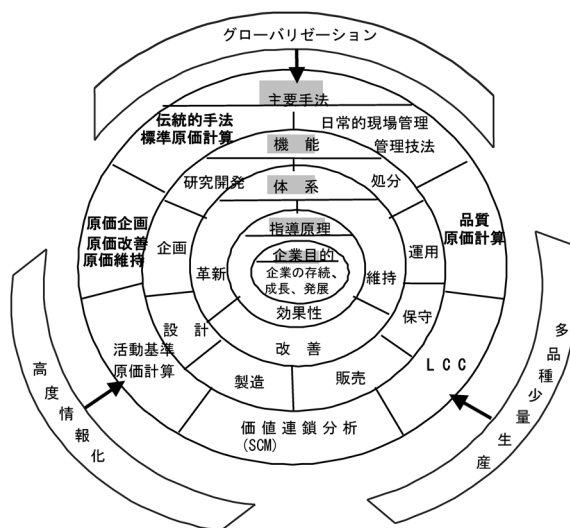 グローバリゼーション
主要手法
伝統的手法
標準原価計算
日常的現場管理
管理技法
機 能
研究開発
体 系
処分
原価企画
原価改善
原価維持
企画
指導原理
品質
原価計算
運用
企業目的
企業の存続、
成長、発展
革新
維持
効果性
設 計
保守
改 善
活動基準
原価計算
製造
販売
L C C
価値連鎖分析
(SCM)
高度情報化
多品種少量生産